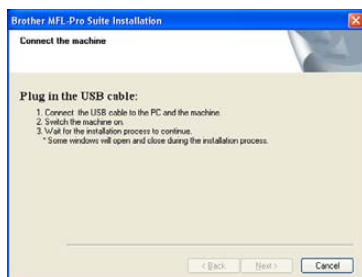 Brother MFL-Pro Suite Installation
Connect the machine
Plug in the USB cable:
1. Connect the USB cable to the PC and the machine.
2. Switch the machine on.
3. Wait for the installation process to continue.
* Some windows will open and close during the installation process.
< Back Next > Cancel